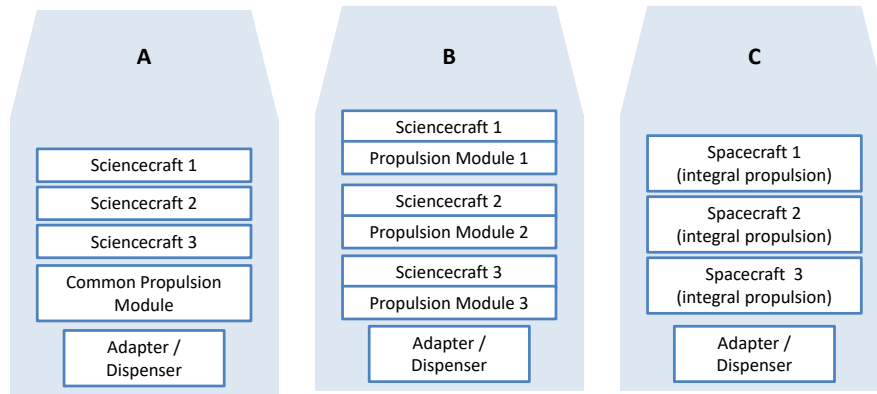 A
Sciencecraft 1
Sciencecraft 2
Sciencecraft 3
Common Propulsion
Module
Adapter /
Dispenser
B
Sciencecraft 1
Propulsion Module 1
Sciencecraft 2
Propulsion Module 2
Sciencecraft 3
Propulsion Module 3
Adapter /
Dispenser
C
Spacecraft 1
(integral propulsion)
Spacecraft 2
(integral propulsion)
Spacecraft 3
(integral propulsion)
Adapter /
Dispenser